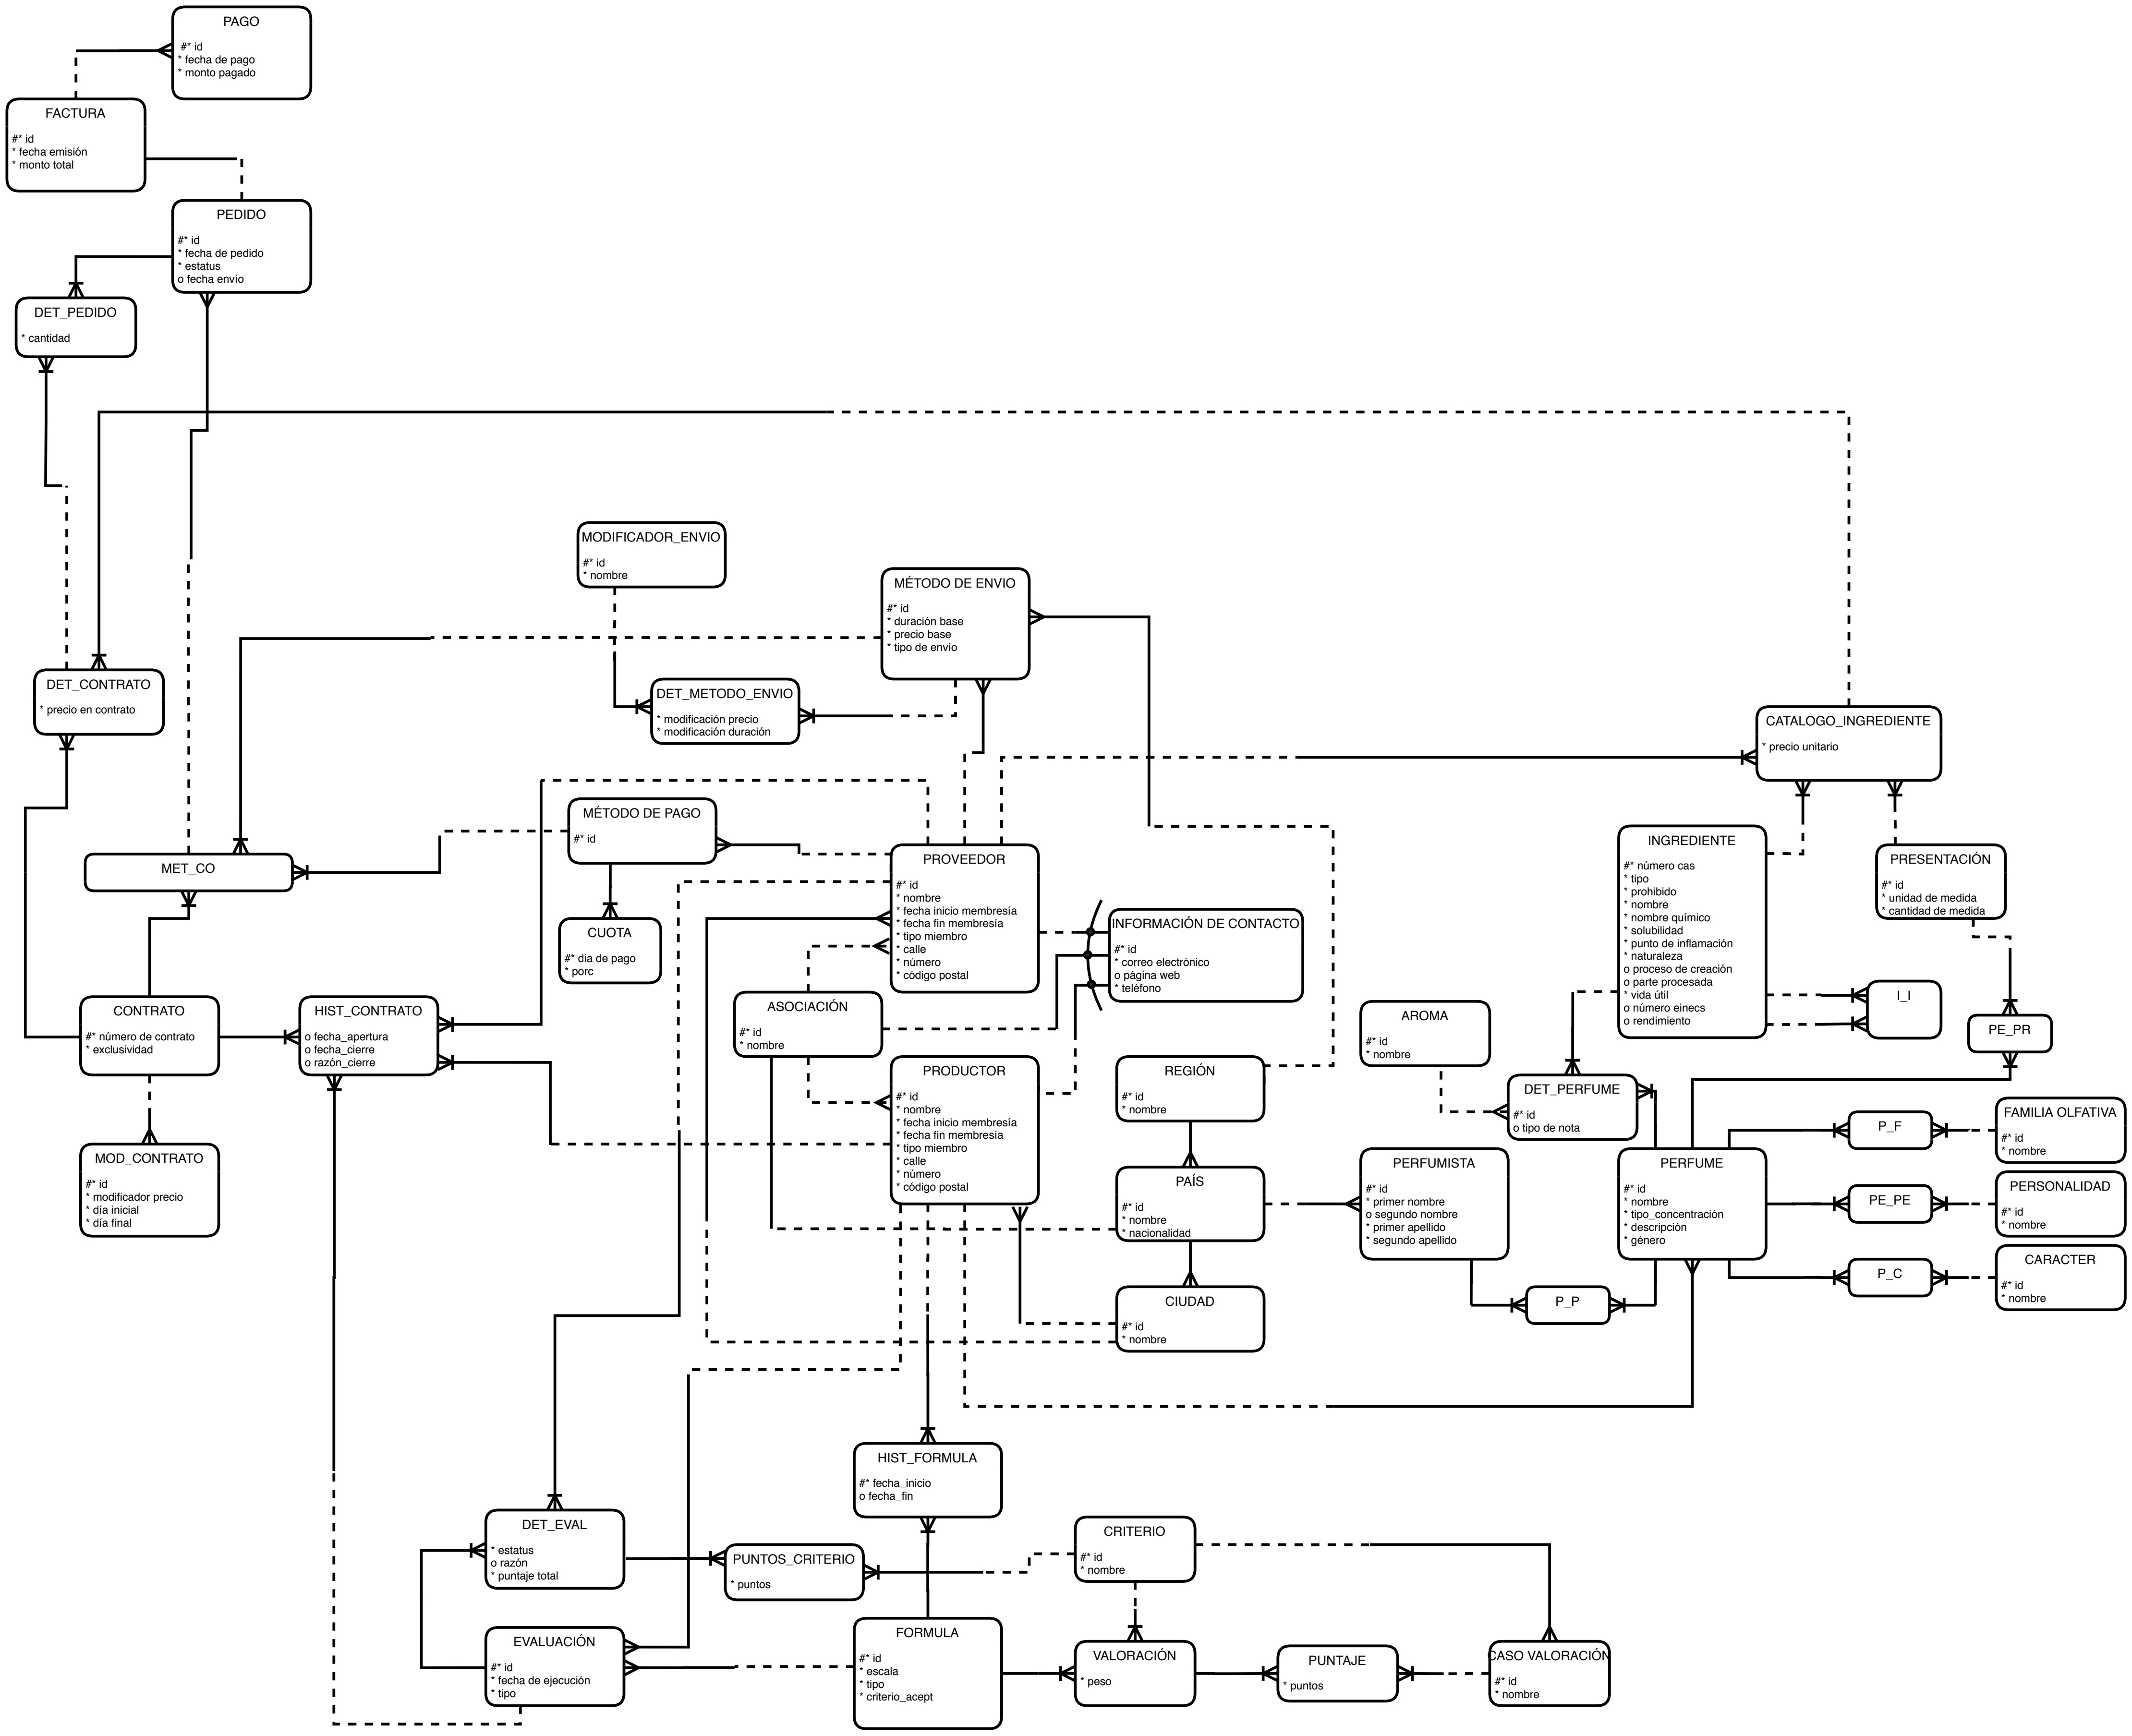 PAGO
#* id
* fecha de pago
* monto pagado
FACTURA
#* id
* fecha emisión
* monto total
PEDIDO
#* id
* fecha de pedido
* estatus
o fecha envío
DET_PEDIDO
* cantidad
MODIFICADOR_ENVIO
#* id
* nombre
MÉTODO DE ENVIO
#* id
* duración base
* precio base
* tipo de envío
DET_CONTRATO
* precio en contrato
DET_METODO_ENVIO
* modificación precio
* modificación duración
CATALOGO_INGREDIENTE
* precio unitario
MÉTODO DE PAGO
#* id
MET_CO
PROVEEDOR
#* id
* nombre
* fecha inicio membresía
* fecha fin membresía
* tipo miembro
* calle
* número
* código postal
INGREDIENTE
#* número cas
* tipo
* prohibido
* nombre
* nombre químico
* solubilidad
* punto de inflamación
* naturaleza
o proceso de creación
o parte procesada
* vida útil
o número einecs
o rendimiento
PRESENTACIÓN
#* id
* unidad de medida
* cantidad de medida
CUOTA
#* dia de pago
* porc
INFORMACIÓN DE CONTACTO
#* id
* correo electrónico
o página web
* teléfono
I_I
PE_PR
CONTRATO
#* número de contrato
* exclusividad
HIST_CONTRATO
o fecha_apertura
o fecha_cierre
o razón_cierre
ASOCIACIÓN
#* id
* nombre
AROMA
#* id
* nombre
PRODUCTOR
#* id
* nombre
* fecha inicio membresía
* fecha fin membresía
* tipo miembro
* calle
* número
* código postal
REGIÓN
#* id
* nombre
DET_PERFUME
#* id
o tipo de nota
MOD_CONTRATO
#* id
* modificador precio
* día inicial
* día final
PAÍS
#* id
* nombre
* nacionalidad
PERFUMISTA
#* id
* primer nombre
o segundo nombre
* primer apellido
* segundo apellido
PERFUME
#* id
* nombre
* tipo_concentración
* descripción
* género
P_F
FAMILIA OLFATIVA
#* id
* nombre
PE_PE
PERSONALIDAD
#* id
* nombre
P_C
CARACTER
#* id
* nombre
CIUDAD
#* id
* nombre
P_P
HIST_FORMULA
#* fecha_inicio
o fecha_fin
DET_EVAL
* estatus
o razón
* puntaje total
PUNTOS_CRITERIO
* puntos
CRITERIO
#* id
* nombre
EVALUACIÓN
#* id
* fecha de ejecución
* tipo
FORMULA
#* id
* escala
* tipo
* criterio_acept
VALORACIÓN
* peso
PUNTAJE
* puntos
CASO VALORACIÓN
#* id
* nombre